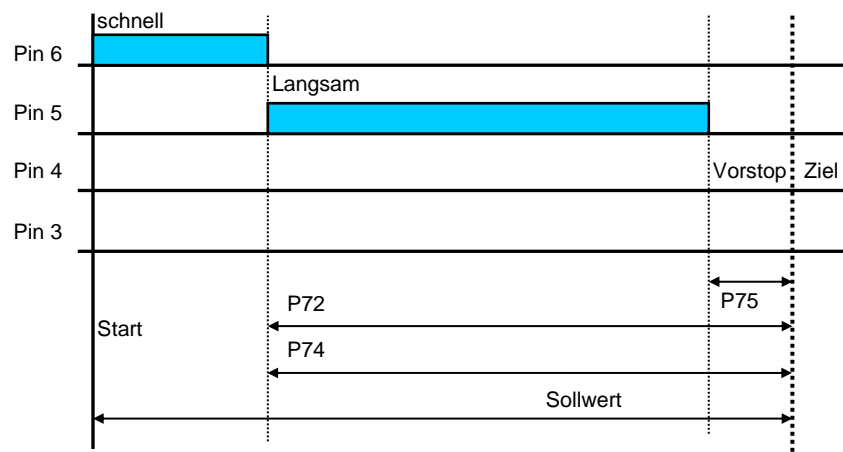 schnell
Pin 6
Langsam
Pin 5
Pin 4
Vorstop
Ziel
Pin 3
P72
P75
Start
P74
Sollwert